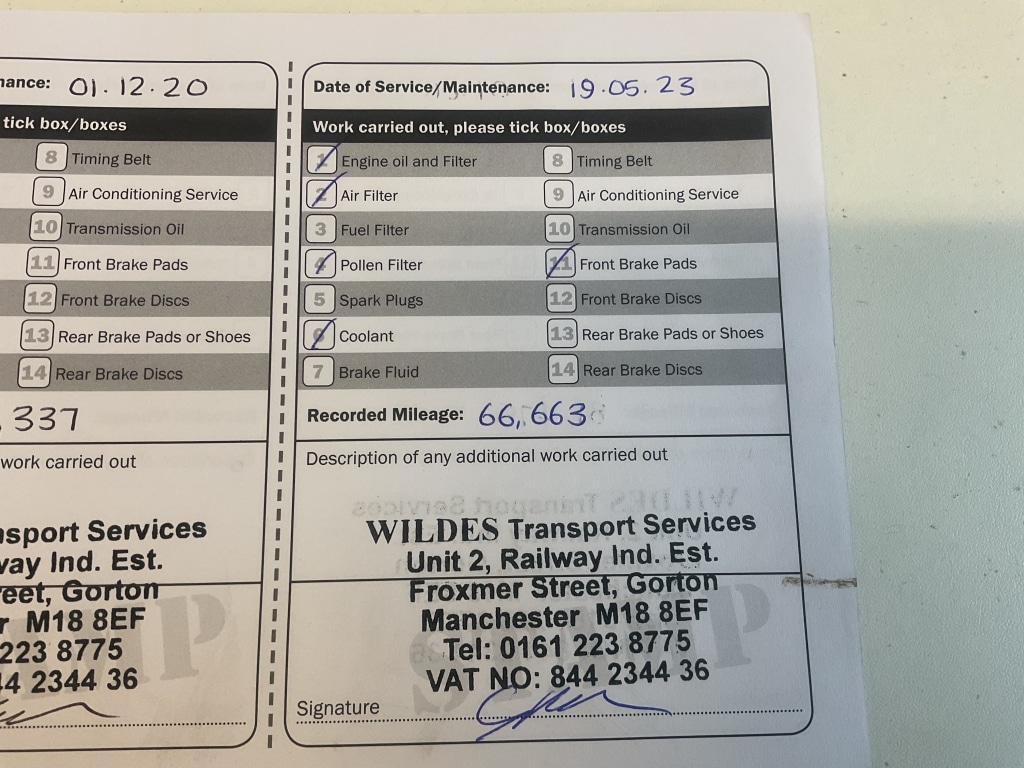 nance: 01.12.20
tick box/boxes
8 Timing Belt
9 Air Conditioning Service
10 Transmission Oil
11 Front Brake Pads
12 Front Brake Discs
13 Rear Brake Pads or Shoes
14 Rear Brake Discs
337
work carried out
nsport Services
way Ind. Est.
eet, Gorton
r M18 8EF
223 8775
44 2344 36
Date of Service/Maintenance: 19.05.23
Work carried out, please tick box/boxes
1 Engine oil and Filter 8 Timing Belt
2 Air Filter 9 Air Conditioning Service
3 Fuel Filter 10 Transmission Oil
4 Pollen Filter 11 Front Brake Pads
5 Spark Plugs 12 Front Brake Discs
6 Coolant 13 Rear Brake Pads or Shoes
7 Brake Fluid 14 Rear Brake Discs
Recorded Mileage: 66,663
Description of any additional work carried out
WILDES Transport Services
Unit 2, Railway Ind. Est.
Froxmer Street, Gorton
Manchester M18 8EF
Tel: 0161 223 8775
VAT NO: 844 2344 36
STAMP
Signature